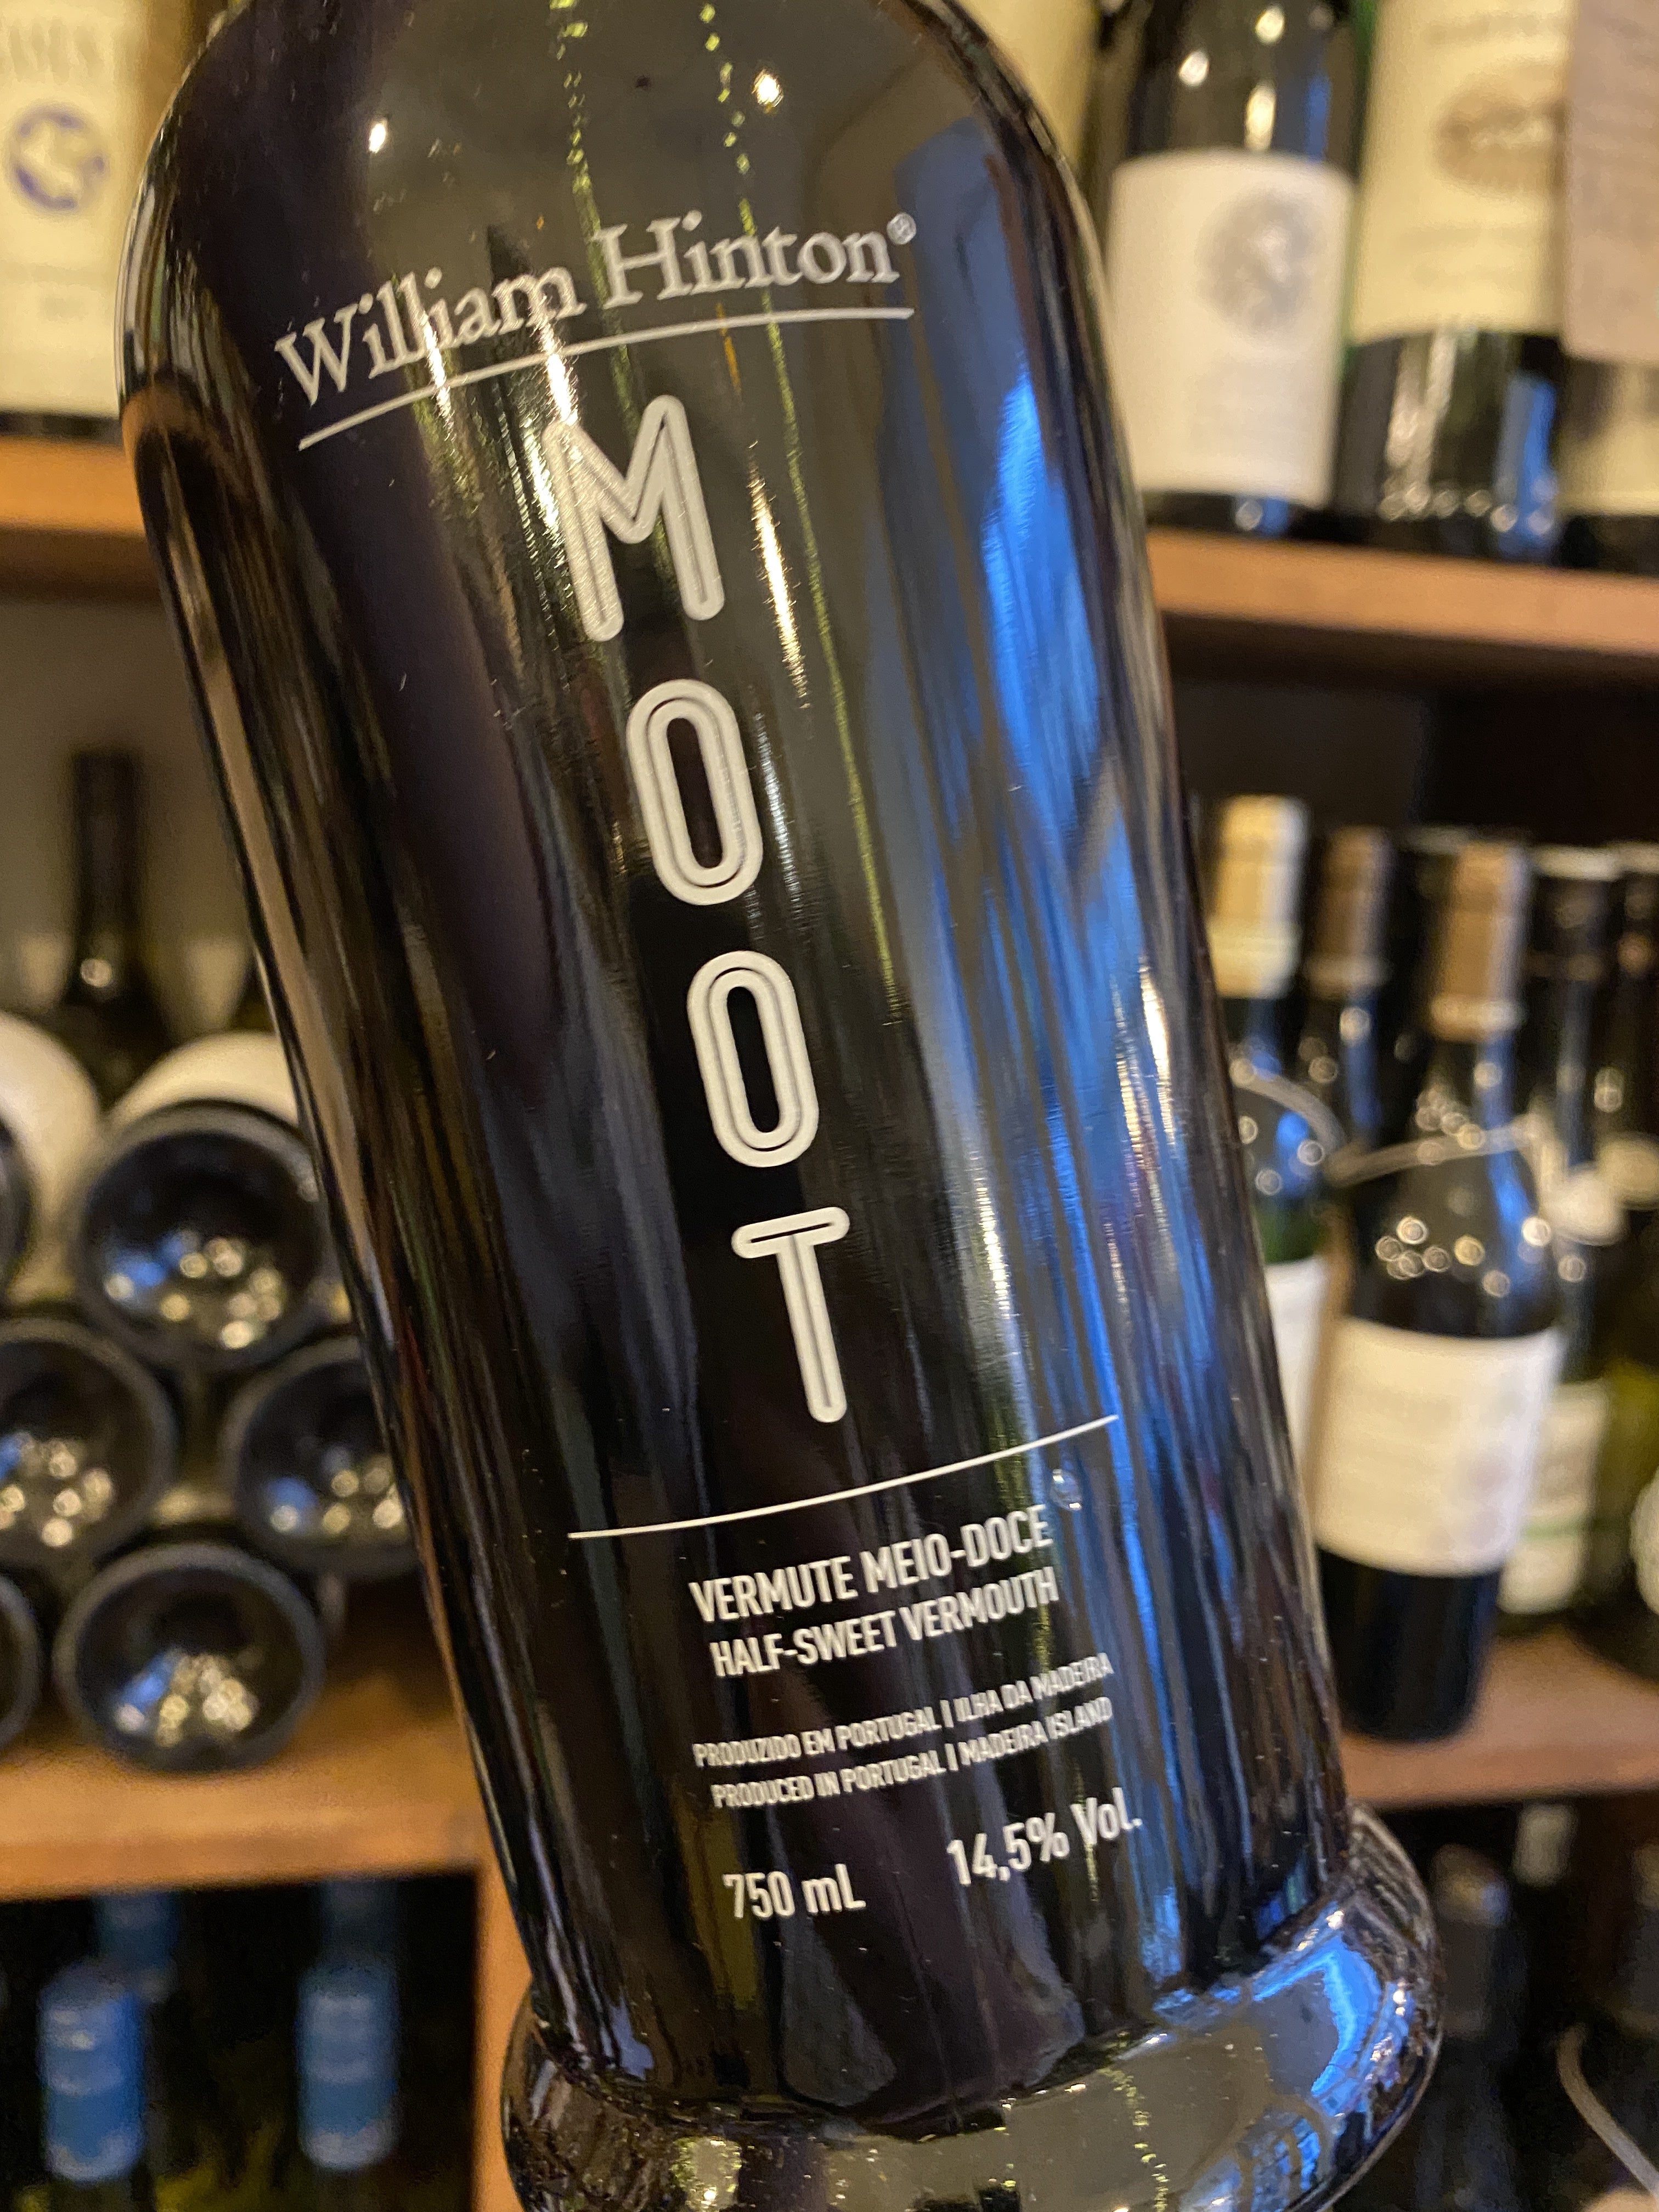 William Hinton®
MOOT
VERMUTE MEIO-DOCE
HALF-SWEET VERMOUTH
PRODUZIDO EM PORTUGAL | ILHA DA MADEIRA
PRODUCED IN PORTUGAL | MADEIRA ISLAND
750 mL 14,5% Vol.